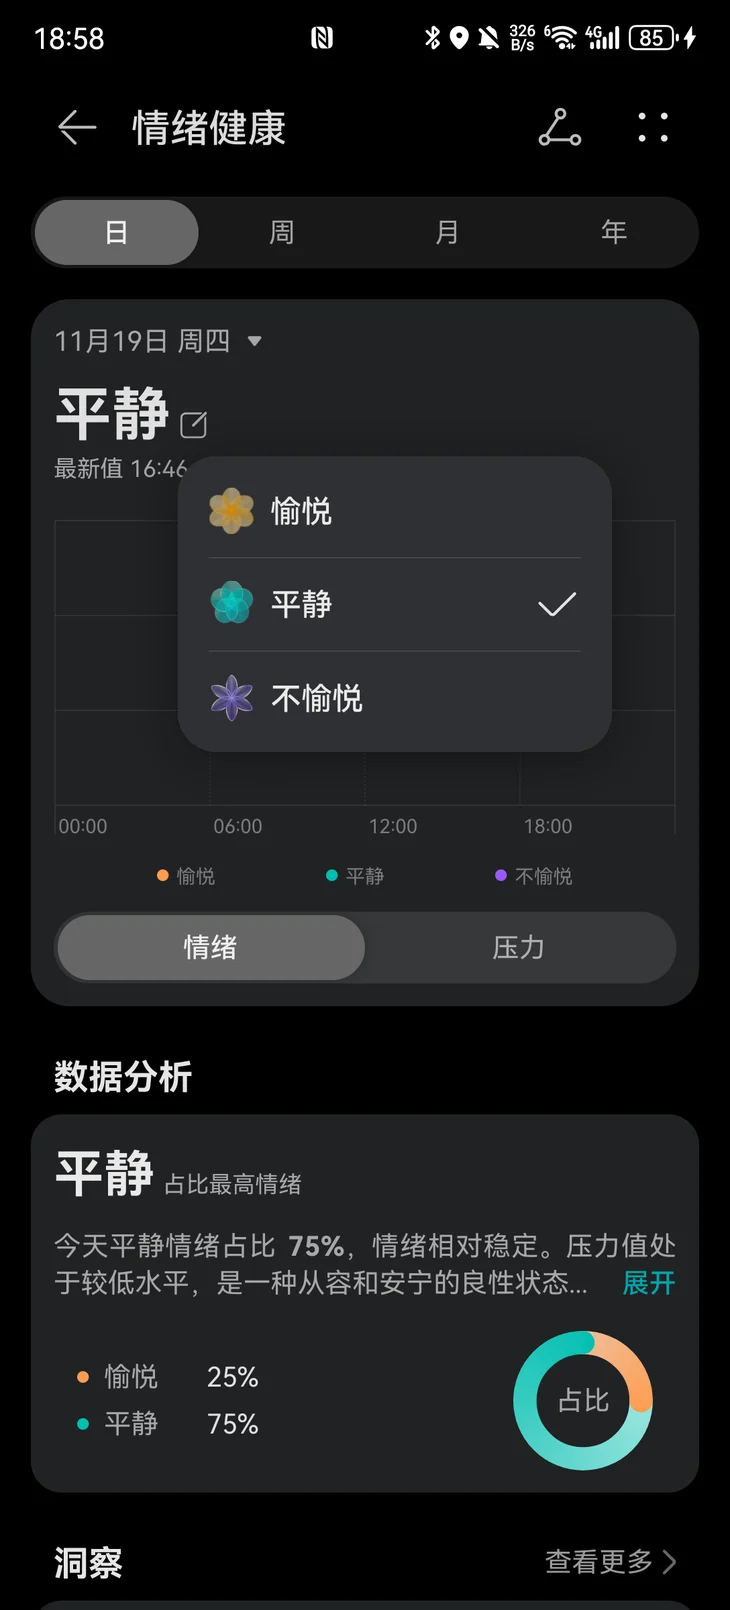 18:58
326 B/s
6
4G
85
情绪健康
日 周 月 年
11月19日 周四
平静
最新值 16:46
愉悦
平静
不愉悦
00:00 06:00 12:00 18:00
愉悦 平静 不愉悦
情绪 压力
数据分析
平静 占比最高情绪
今天平静情绪占比 75%，情绪相对稳定。压力值处
于较低水平，是一种从容和安宁的良性状态... 展开
愉悦 25%
平静 75%
占比
洞察 查看更多